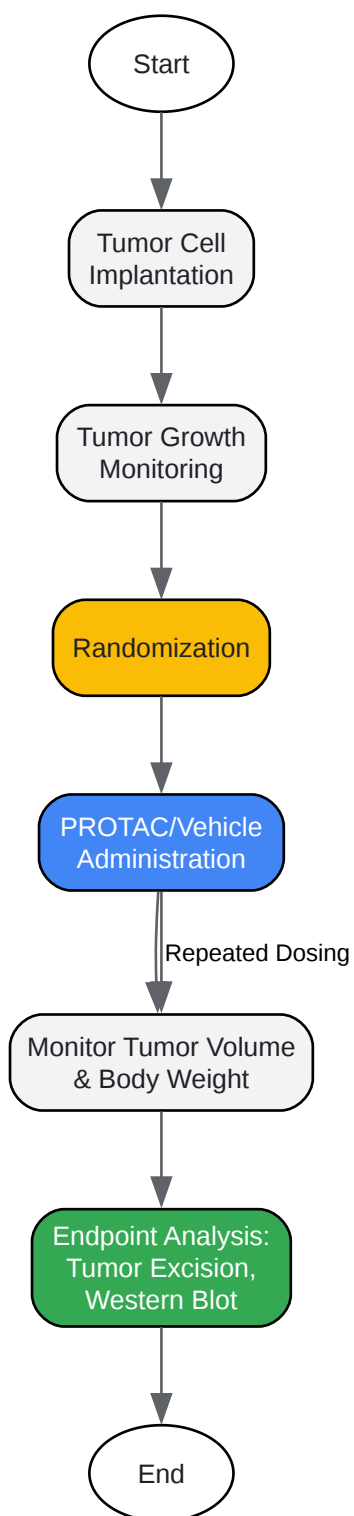 Start
Tumor Cell
Implantation
Tumor Growth
Monitoring
Randomization
PROTAC/Vehicle
Administration
Repeated Dosing
Monitor Tumor Volume
& Body Weight
Endpoint Analysis:
Tumor Excision,
Western Blot
End